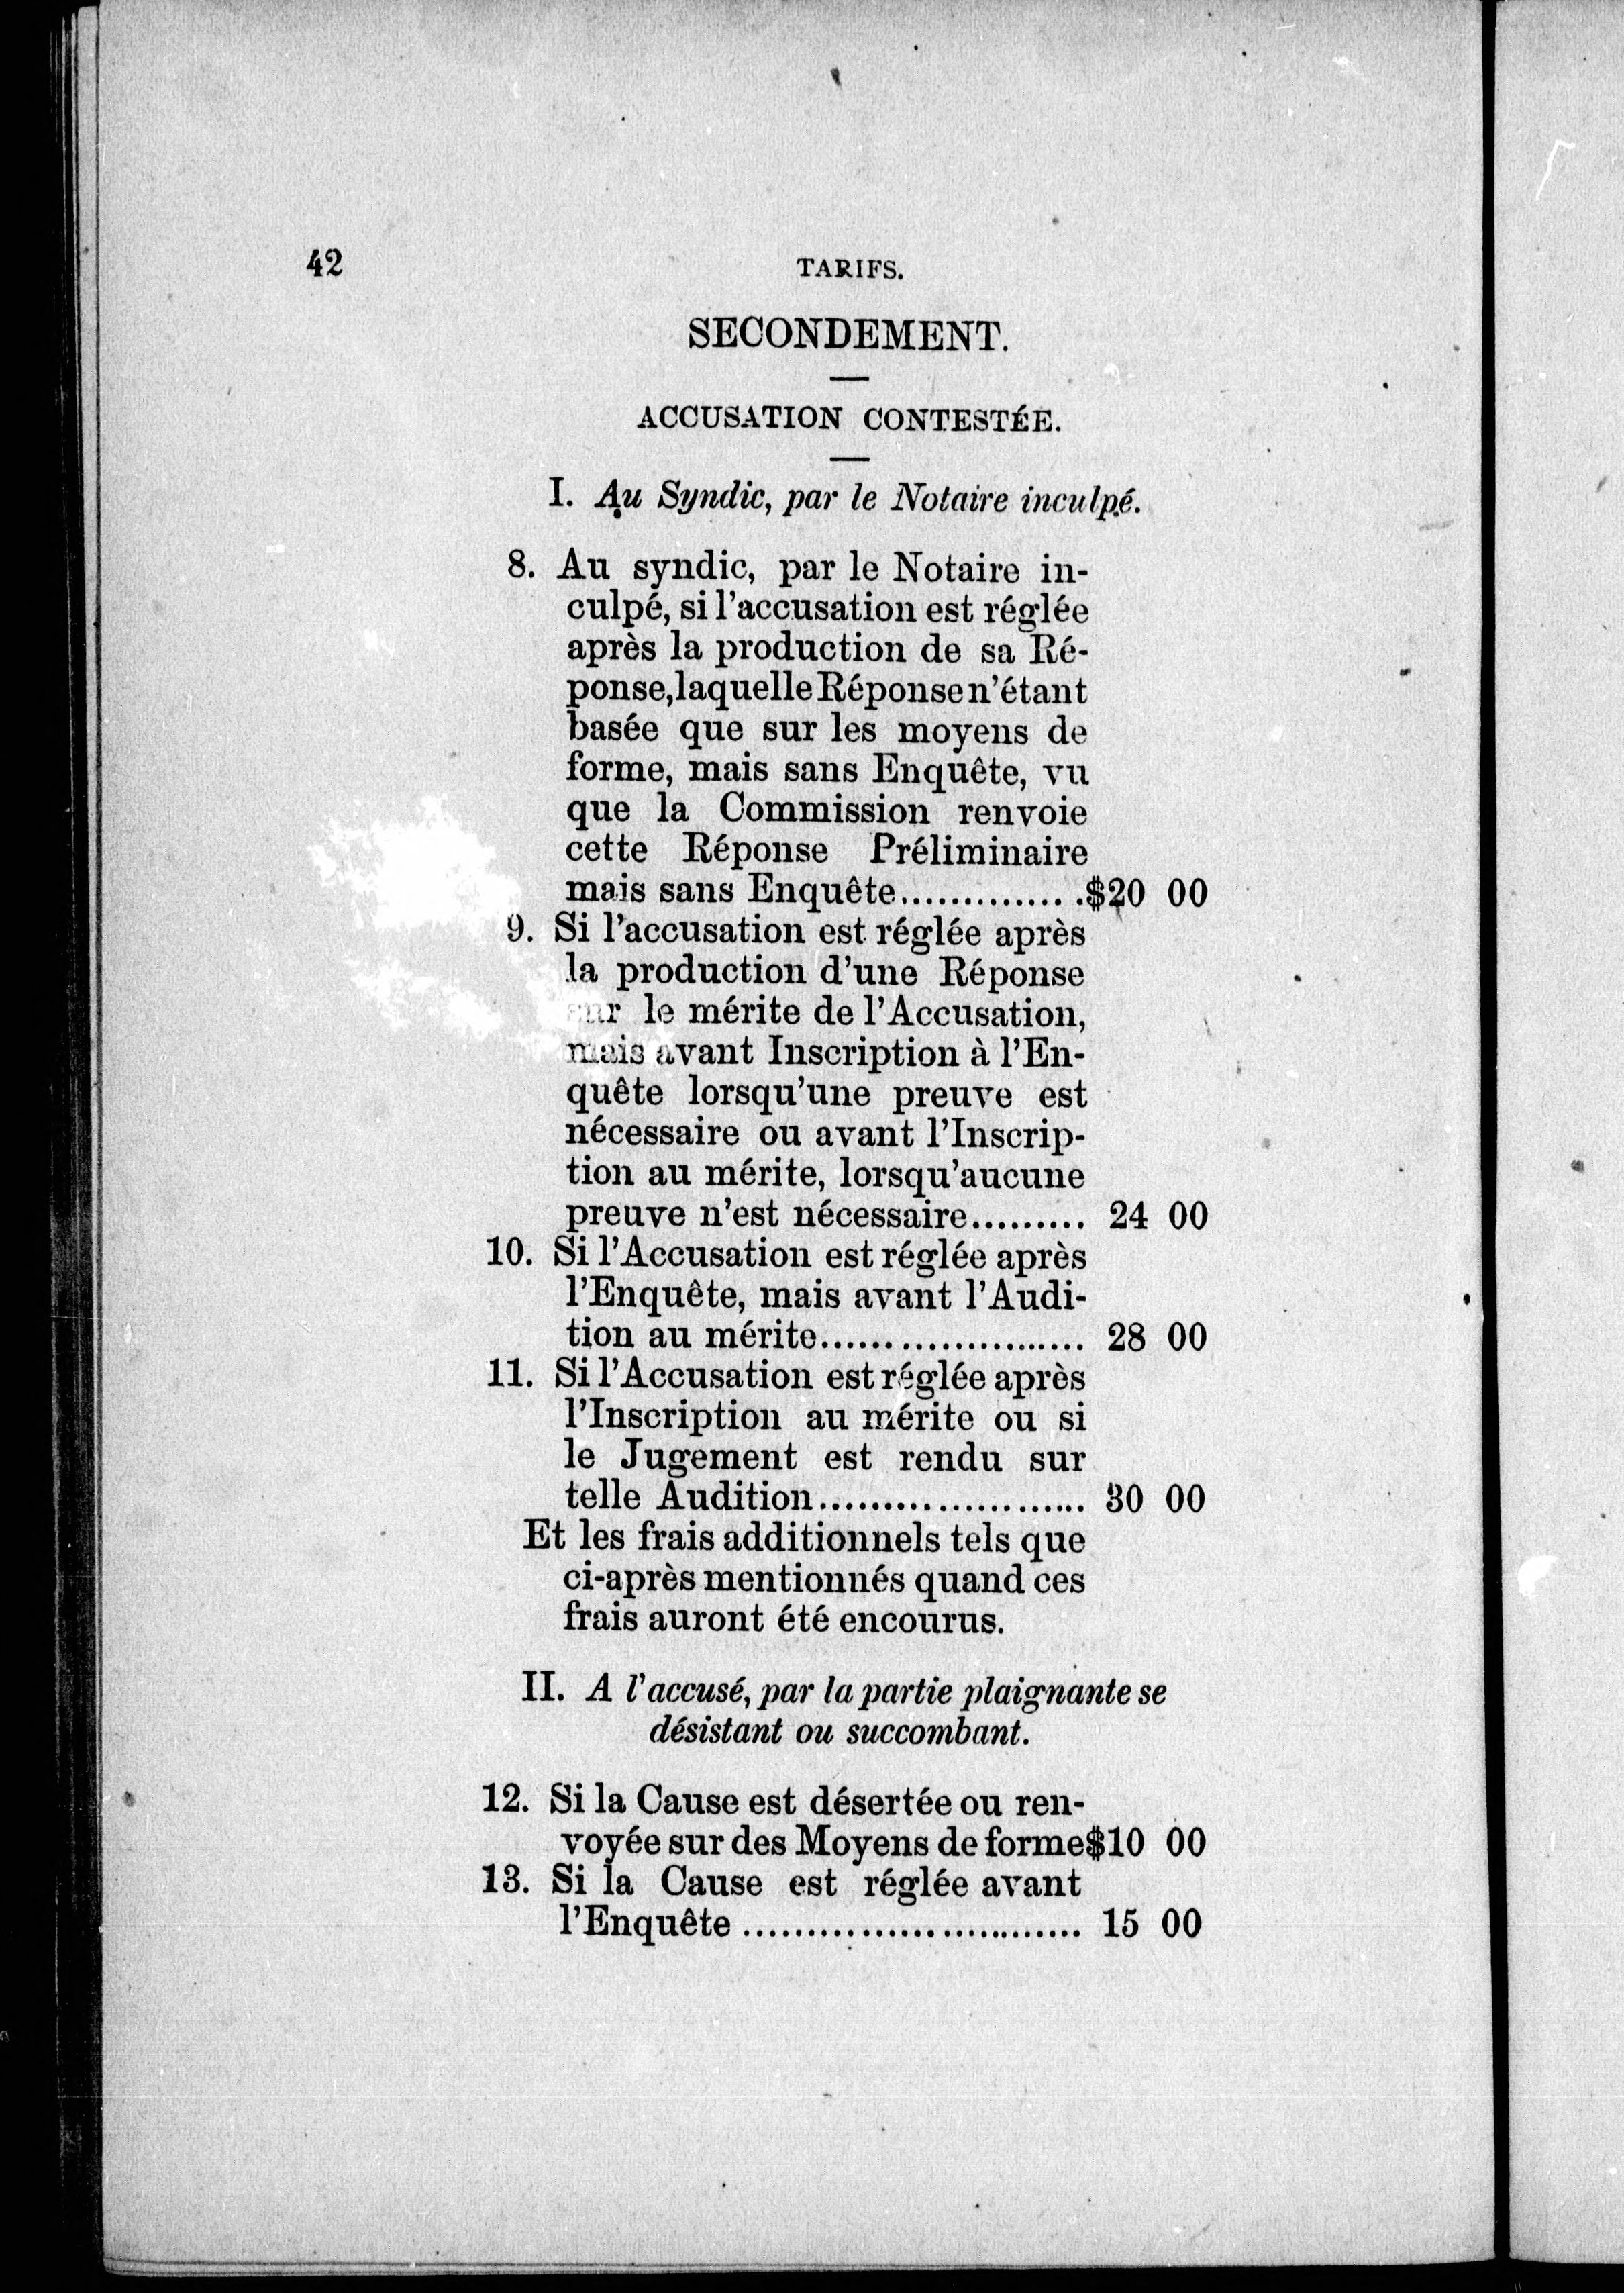 42
TARIFS.
SECONDEMENT.
ACCUSATION CONTESTÉE.
I. Au Syndic, par le Notaire inculpé.
8. Au syndic, par le Notaire in-
culpé, si l'accusation est réglée
après la production de sa Ré-
ponse, laquelle Réponse n'étant
basée que sur les moyens de
forme, mais sans Enquête, vu
que la Commission renvoie
cette Réponse Préliminaire
mais sans Enquête...............$20 00
9. Si l'accusation est réglée après
la production d'une Réponse
sur le mérite de l'Accusation,
mais avant Inscription à l'En-
quête lorsqu'une preuve est
nécessaire ou avant l'Inscrip-
tion au mérite, lorsqu'aucune
preuve n'est nécessaire......... 24 00
10. Si l'Accusation est réglée après
l'Enquête, mais avant l'Audi-
tion au mérite..................... 28 00
11. Si l'Accusation est réglée après
l'Inscription au mérite ou si
le Jugement est rendu sur
telle Audition..................... 30 00
Et les frais additionnels tels que
ci-après mentionnés quand ces
frais auront été encourus.
II. A l'accusé, par la partie plaignante se
désistant ou succombant.
12. Si la Cause est désertée ou ren-
voyée sur des Moyens de forme$10 00
13. Si la Cause est réglée avant
l'Enquête ........................... 15 00